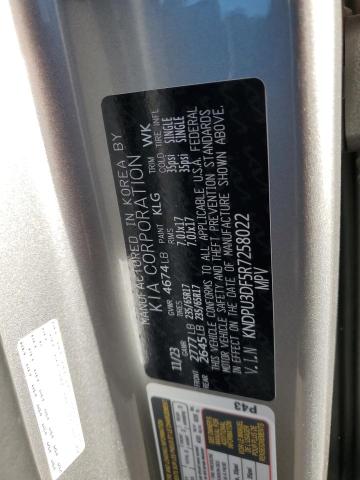 MANUFACTURED IN KOREA BY
KIA CORPORATION
PAINT KLG TRIM WK
11/23 GVWR 4674LB
GAWR TIRES RIMS COLD TIRE INFL
FRONT 2777LB 235/65R17 7.0Jx17 35psi SINGLE
2645LB 235/65R17 7.0Jx17 35psi SINGLE
THIS VEHICLE CONFORMS TO ALL APPLICABLE U.S.A. FEDERAL
MOTOR VEHICLE SAFETY AND THEFT PREVENTION STANDARDS
IN EFFECT ON THE DATE OF MANUFACTURE SHOWN ABOVE.
V.I.N KNDPU3DF5R7258022
MPV
P43